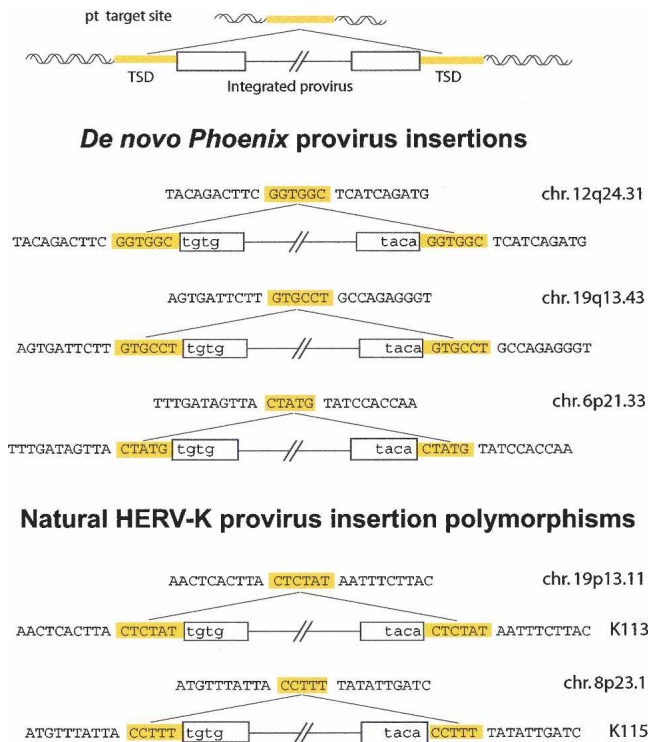 pt target site
TSD TSD
Integrated provirus
De novo Phoenix provirus insertions
TACAGACTTC GGTGGC TCATCAGATG chr.12q24.31
TACAGACTTC GGTGGC tgtg taca GGTGGC TCATCAGATG
AGTGATTCTT GTGCCT GCCAGAGGGT chr.19q13.43
AGTGATTCTT GTGCCT tgtg taca GTGCCT GCCAGAGGGT
TTTGATAGTTA CTATG TATCCACCAA chr.6p21.33
TTTGATAGTTA CTATG tgtg taca CTATG TATCCACCAA
Natural HERV-K provirus insertion polymorphisms
AACTCACTTA CTCTAT AATTTCTTAC chr.19p13.11
AACTCACTTA CTCTAT tgtg taca CTCTAT AATTTCTTAC K113
ATGTTTATTA CCTTT TATATTGATC chr.8p23.1
ATGTTTATTA CCTTT tgtg taca CCTTT TATATTGATC K115